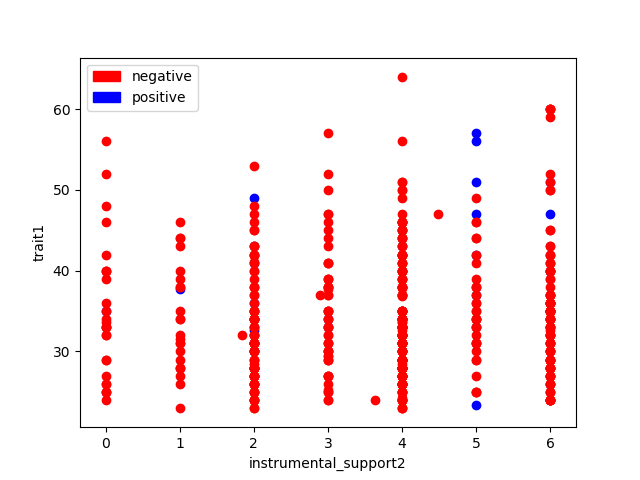 negative
positive
60
50
40
30
trait1
0 1 2 3 4 5 6
instrumental_support2